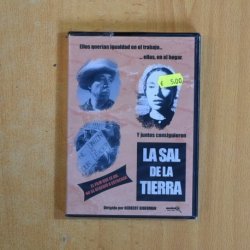 Ellos querían igualdad en el trabajo...
... ellas, en el hogar.
€ 5,00
Y juntos consiguieron
LA SAL
DE LA
TIERRA
Dirigida por HERBERT BIBERMAN